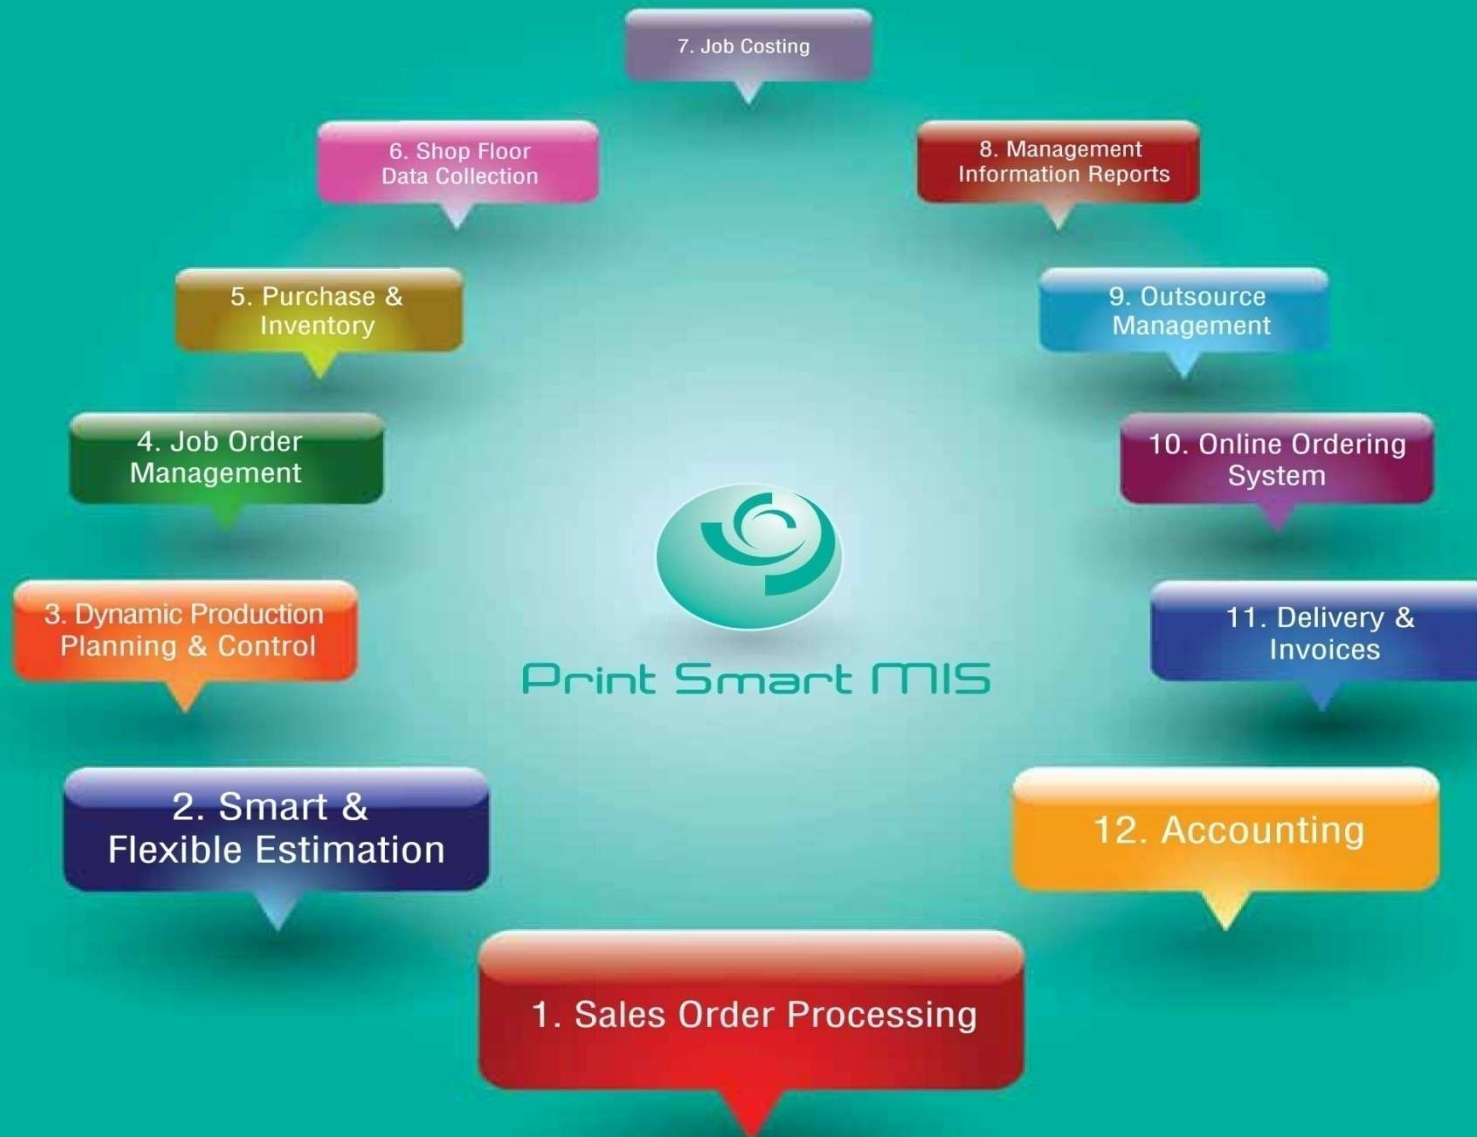 7. Job Costing
6. Shop Floor
Data Collection
8. Management
Information Reports
5. Purchase &
Inventory
9. Outsource
Management
4. Job Order
Management
10. Online Ordering
System
3. Dynamic Production
Planning & Control
11. Delivery &
Invoices
Print Smart MIS
2. Smart &
Flexible Estimation
12. Accounting
1. Sales Order Processing